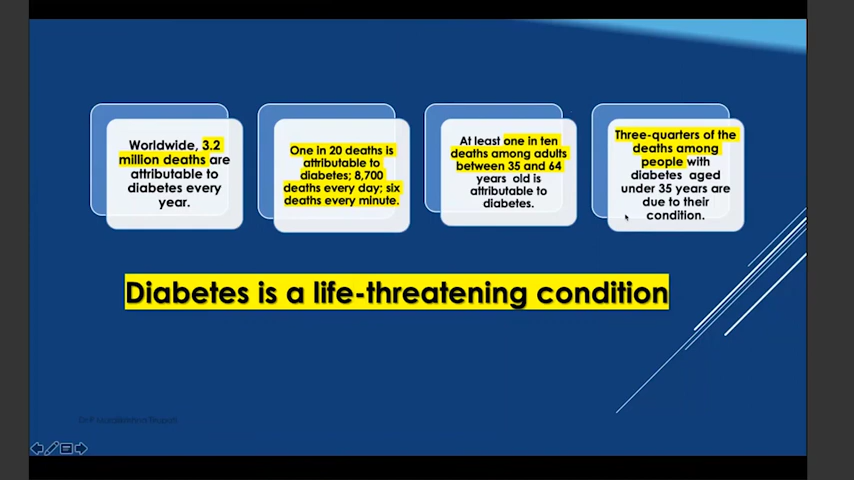 Worldwide, 3.2
million deaths are
attributable to
diabetes every
year.
One in 20 deaths is
attributable to
diabetes; 8,700
deaths every day; six
deaths every minute.
At least one in ten
deaths among adults
between 35 and 64
years old is
attributable to
diabetes.
Three-quarters of the
deaths among
people with
diabetes aged
under 35 years are
due to their
condition.
Diabetes is a life-threatening condition